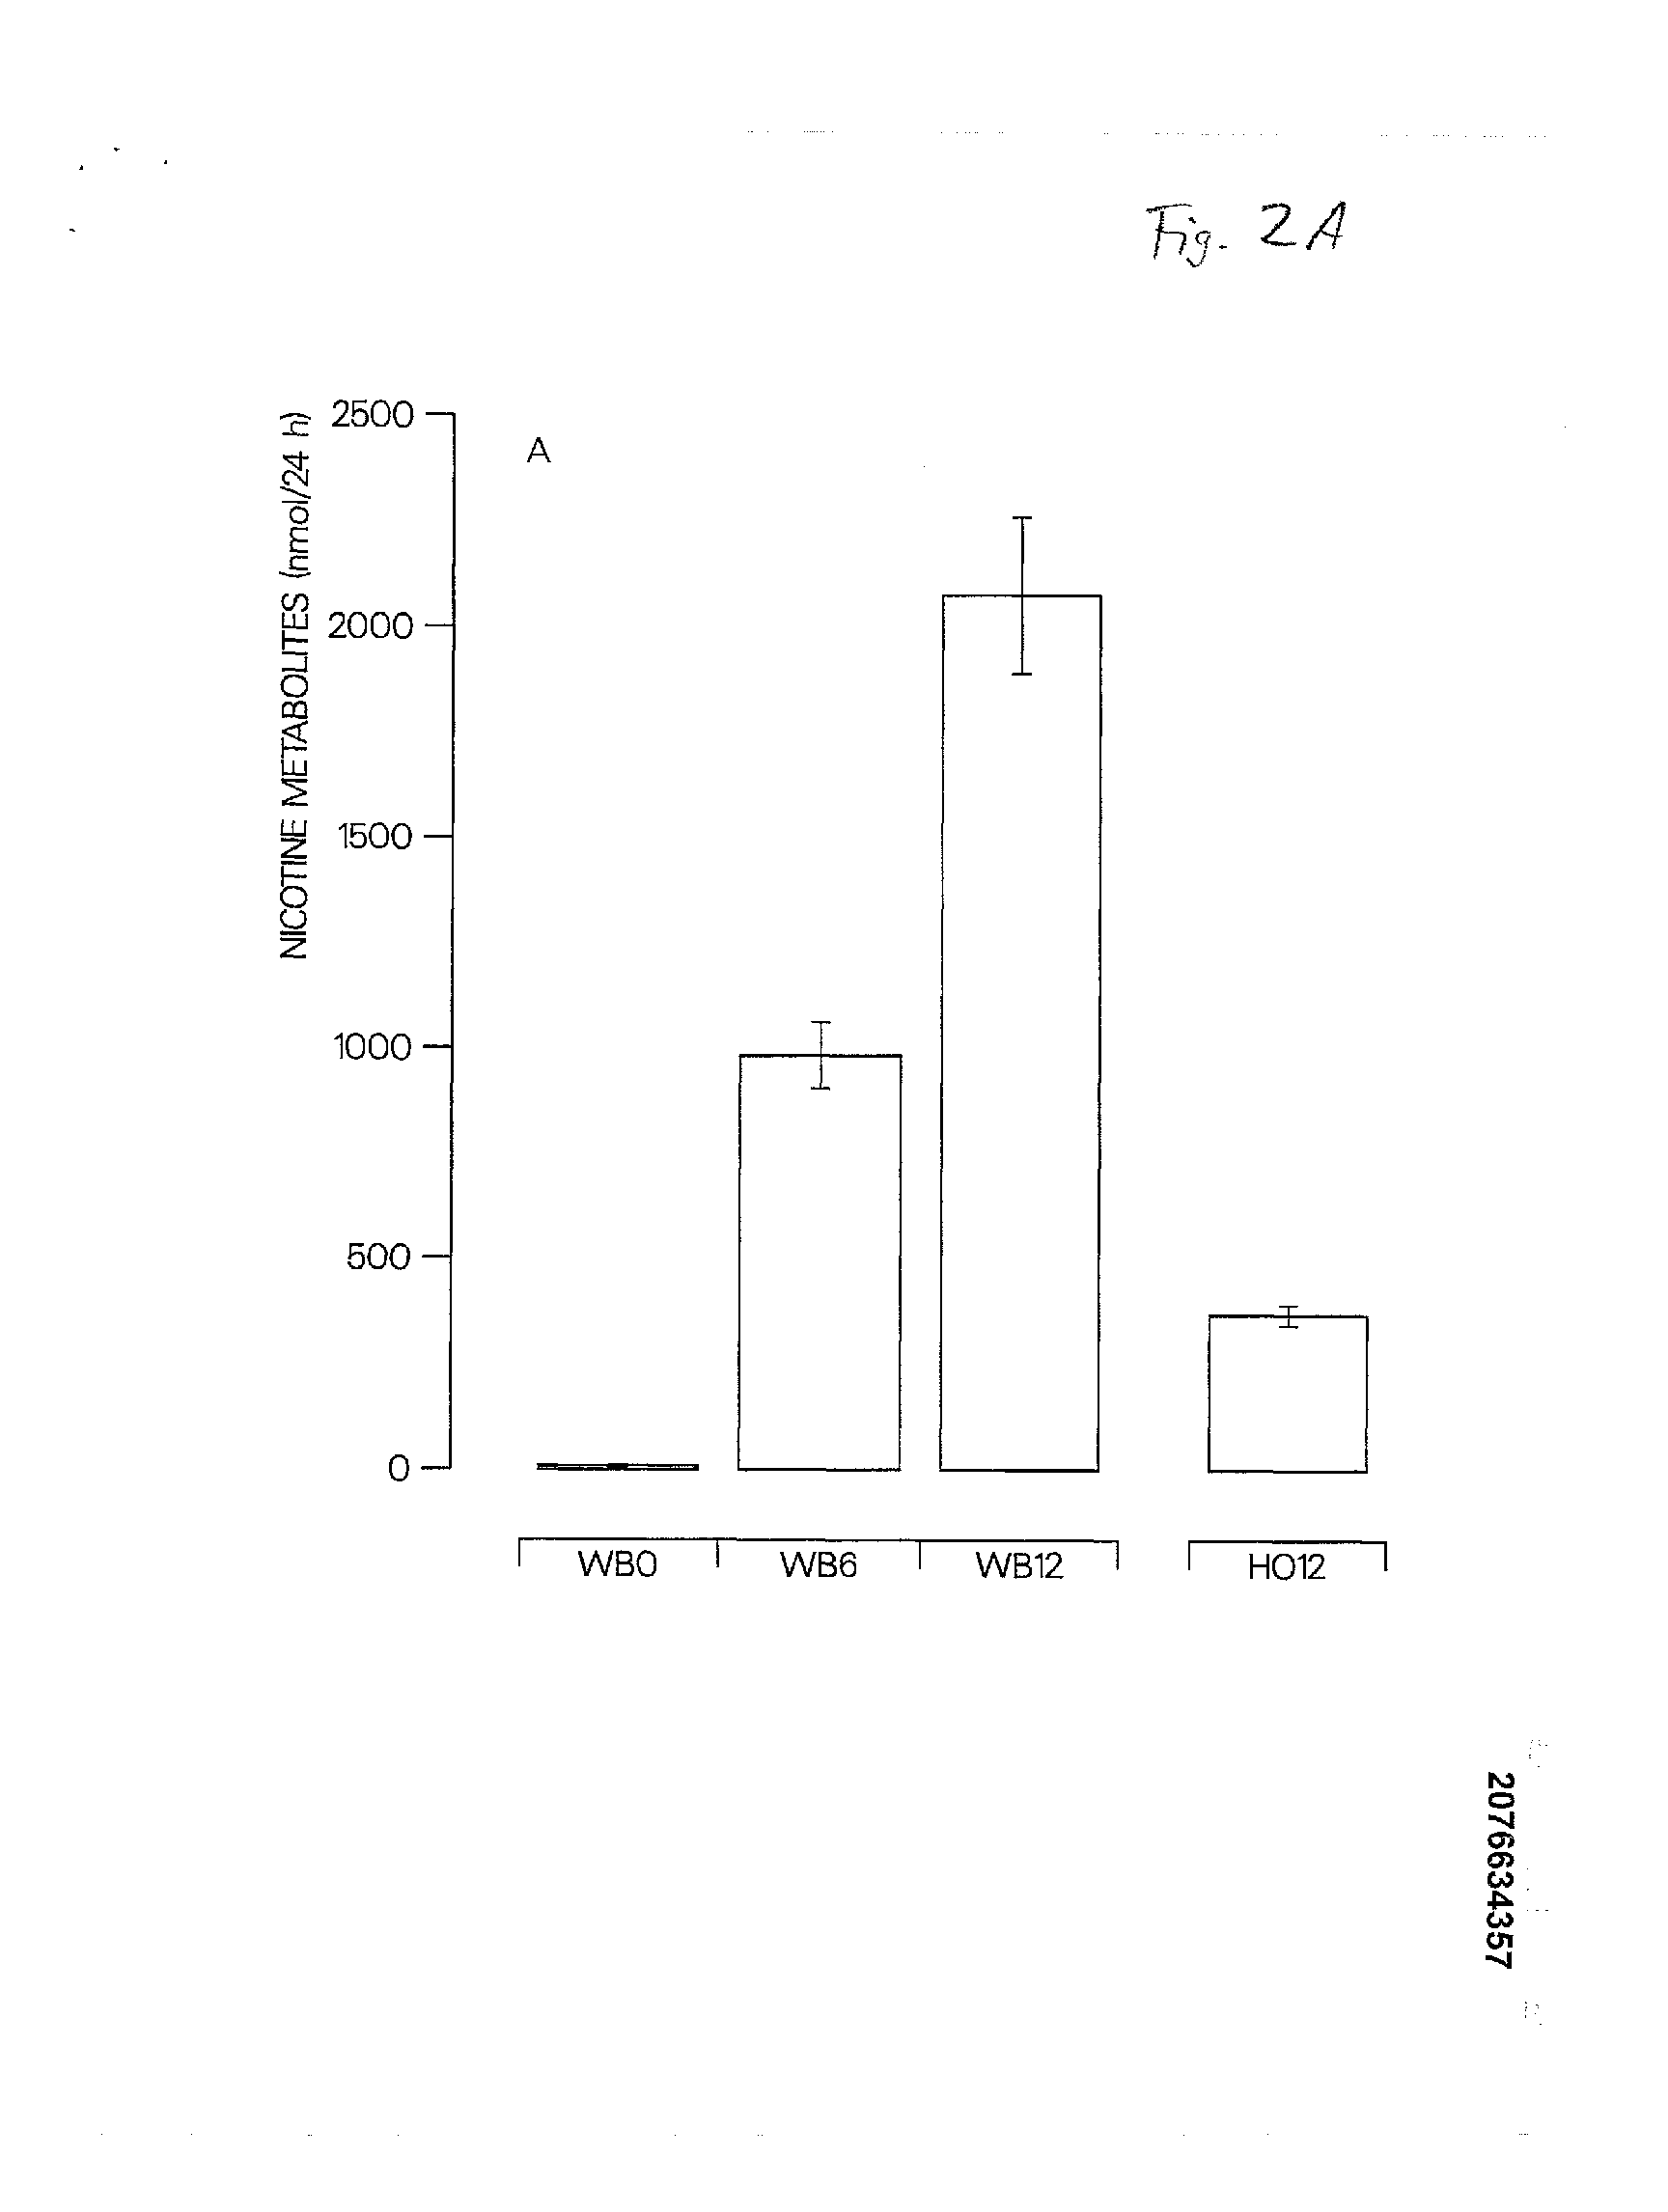 Fig. 2A
NICOTINE METABOLITES (nmol/24 h)
2500
A
2000
1500
1000
500
0
WB0
WB6
WB12
HO12
2076634357